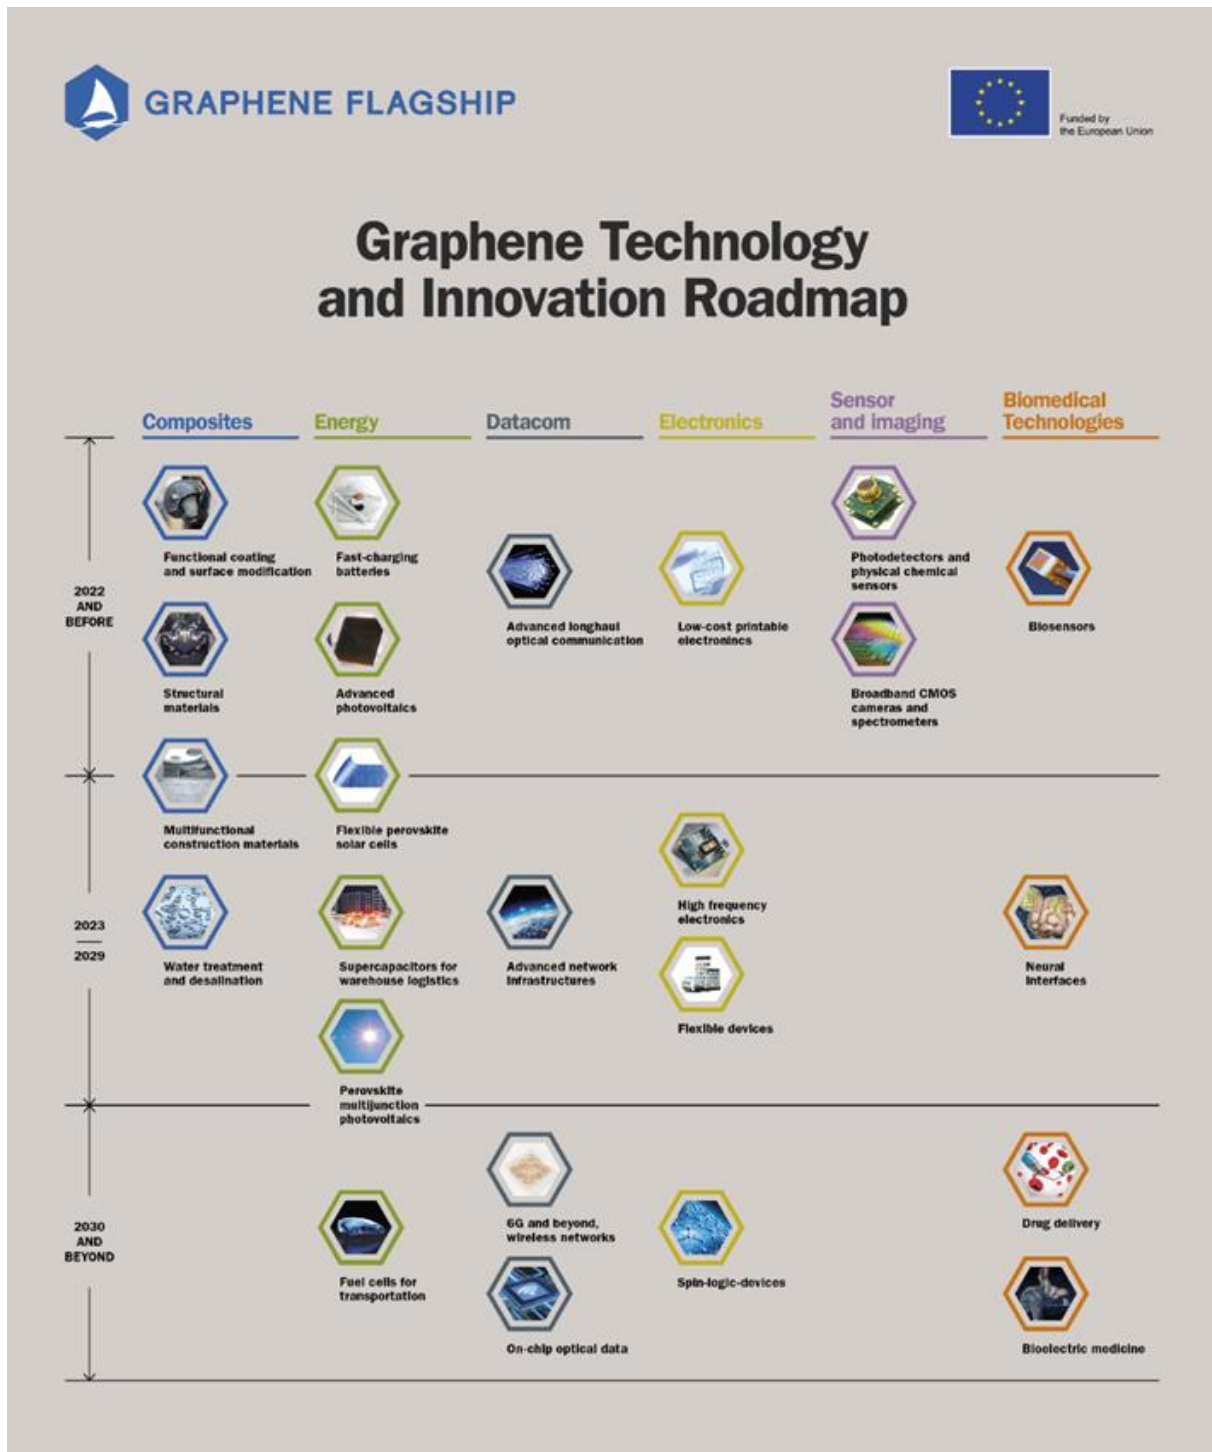 GRAPHENE FLAGSHIP
Funded by
the European Union
Graphene Technology
and Innovation Roadmap
Composites
Energy
Datacom
Electronics
Sensor
and imaging
Biomedical
Technologies
2022
AND
BEFORE
Functional coating
and surface modification
Fast-charging
batteries
Advanced longhaul
optical communication
Low-cost printable
electronincs
Photodetectors and
physical chemical
sensors
Biosensors
Structural
materials
Advanced
photovoltaics
Broadband CMOS
cameras and
spectrometers
Multifunctional
construction materials
Flexible perovskite
solar cells
2023
2029
High frequency
electronics
Water treatment
and desalination
Supercapacitors for
warehouse logistics
Advanced network
infrastructures
Neural
Interfaces
Flexible devices
Perovskite
multijunction
photovoltaics
2030
AND
BEYOND
6G and beyond,
wireless networks
Drug delivery
Fuel cells for
transportation
Spin-logic-devices
On-chip optical data
Bioelectric medicine